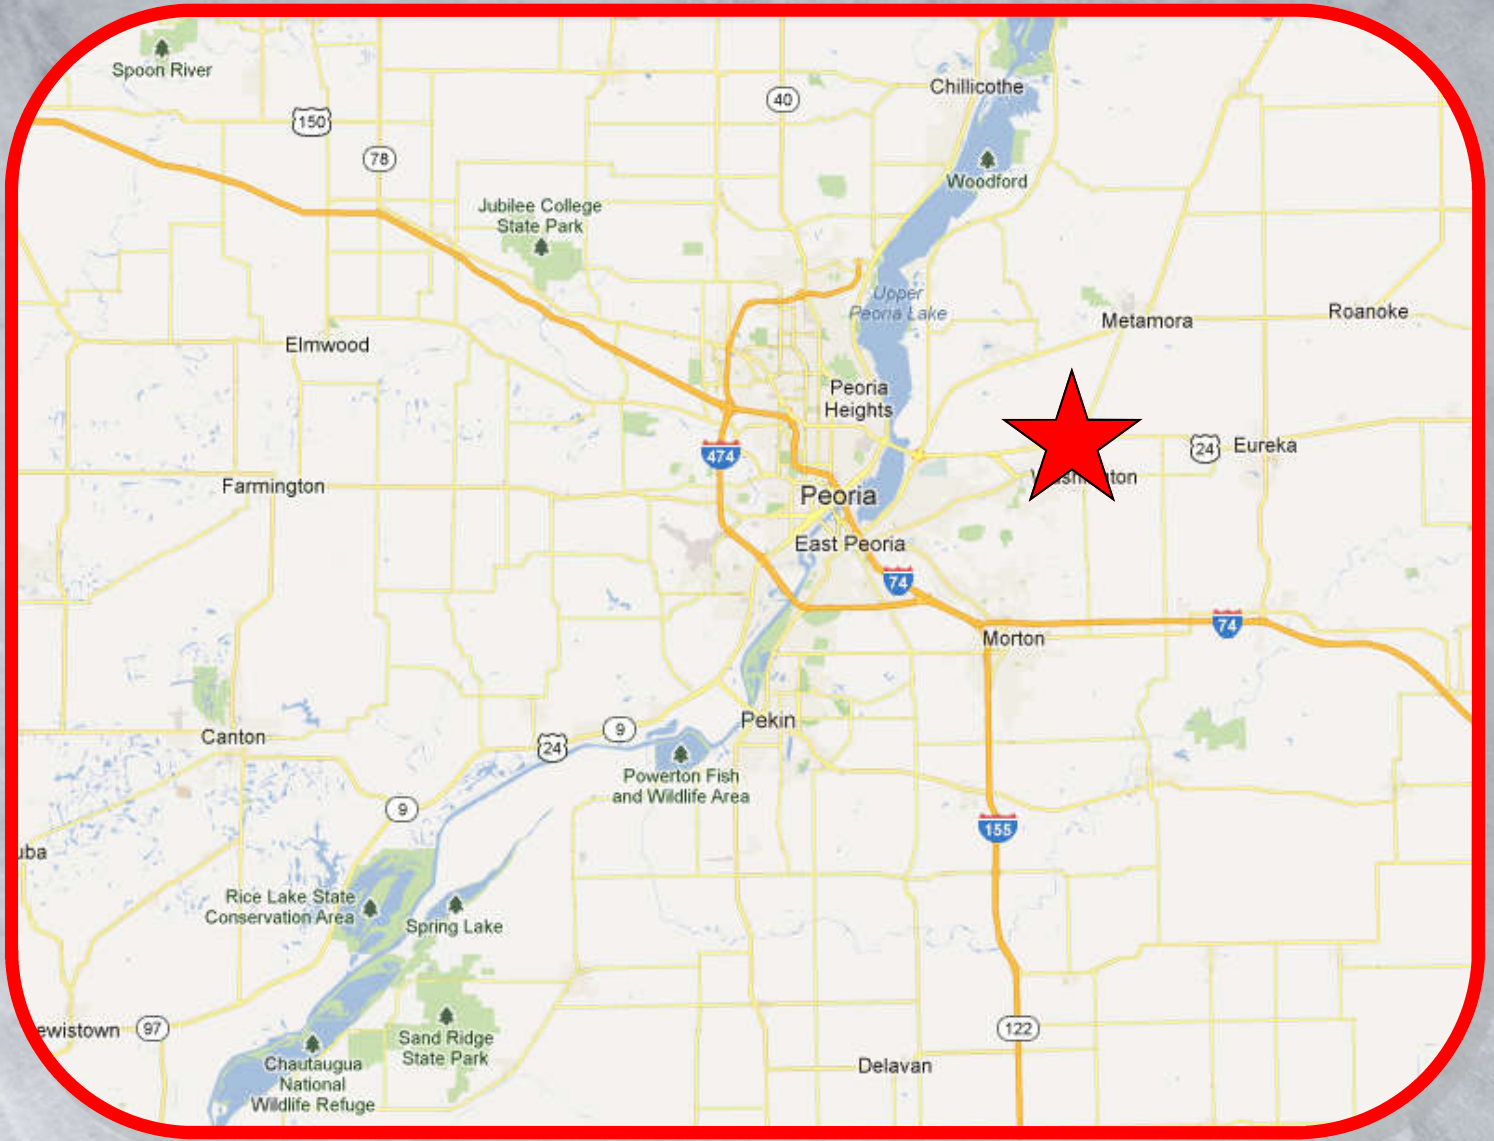 Spoon River
150
78
40
Chillicothe
Woodford
Jubilee College
State Park
Upper
Peoria Lake
Metamora
Roanoke
Elmwood
Peoria
Heights
474
24
Eureka
Farmington
Peoria
East Peoria
74
Morton
74
Canton
Pekin
9
24
Powerton Fish
and Wildlife Area
9
155
uba
Rice Lake State
Conservation Area
Spring Lake
ewistown
97
Sand Ridge
State Park
122
Chautaugua
National
Wildlife Refuge
Delavan